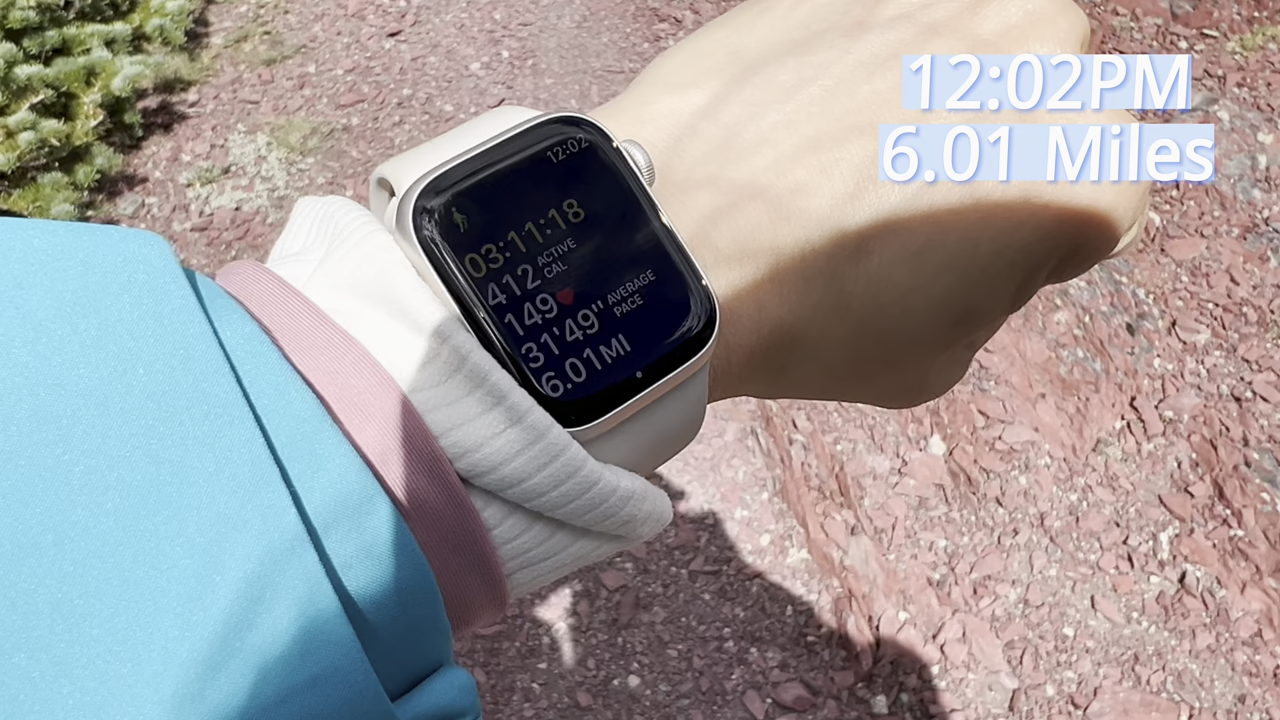 12:02PM
6.01 Miles
12:02
03:11:18
412 ACTIVE CAL
149
31'49" AVERAGE PACE
6.01MI